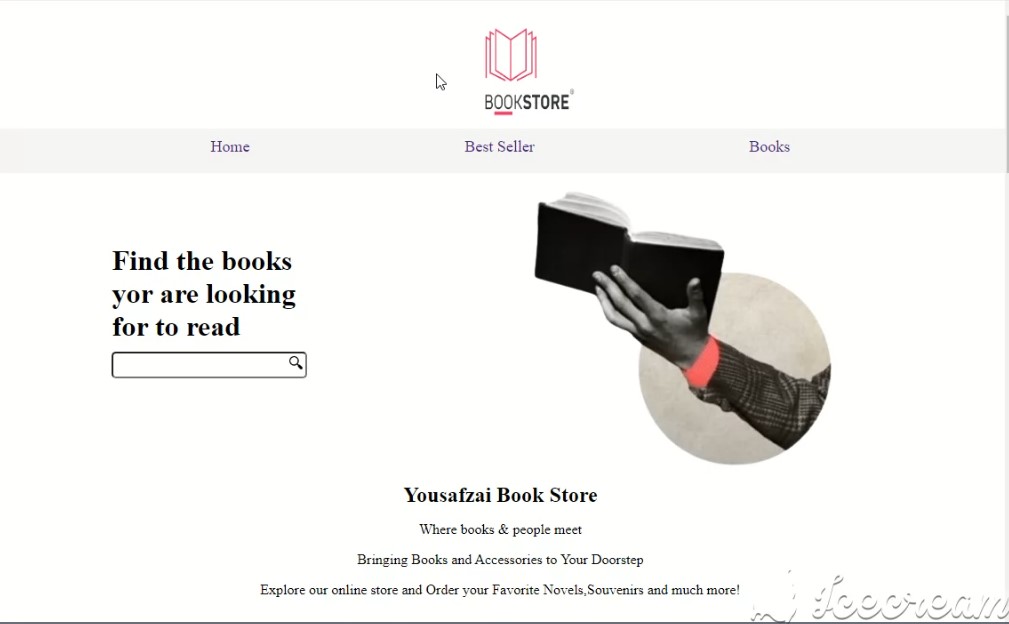 BOOKSTORE®
Home Best Seller Books
Find the books
yor are looking
for to read
Yousafzai Book Store
Where books & people meet
Bringing Books and Accessories to Your Doorstep
Explore our online store and Order your Favorite Novels,Souvenirs and much more!
Icecream